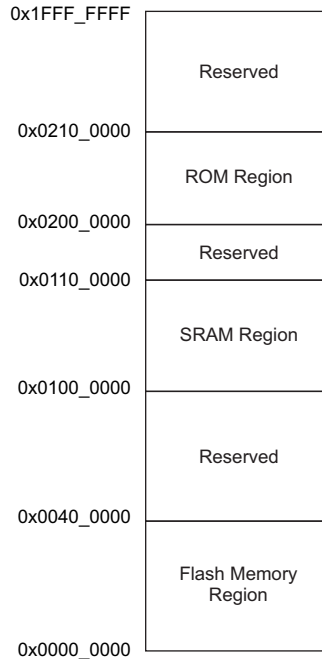 0x1FFF_FFFF
Reserved
0x0210_0000
ROM Region
0x0200_0000
Reserved
0x0110_0000
SRAM Region
0x0100_0000
Reserved
0x0040_0000
Flash Memory
Region
0x0000_0000